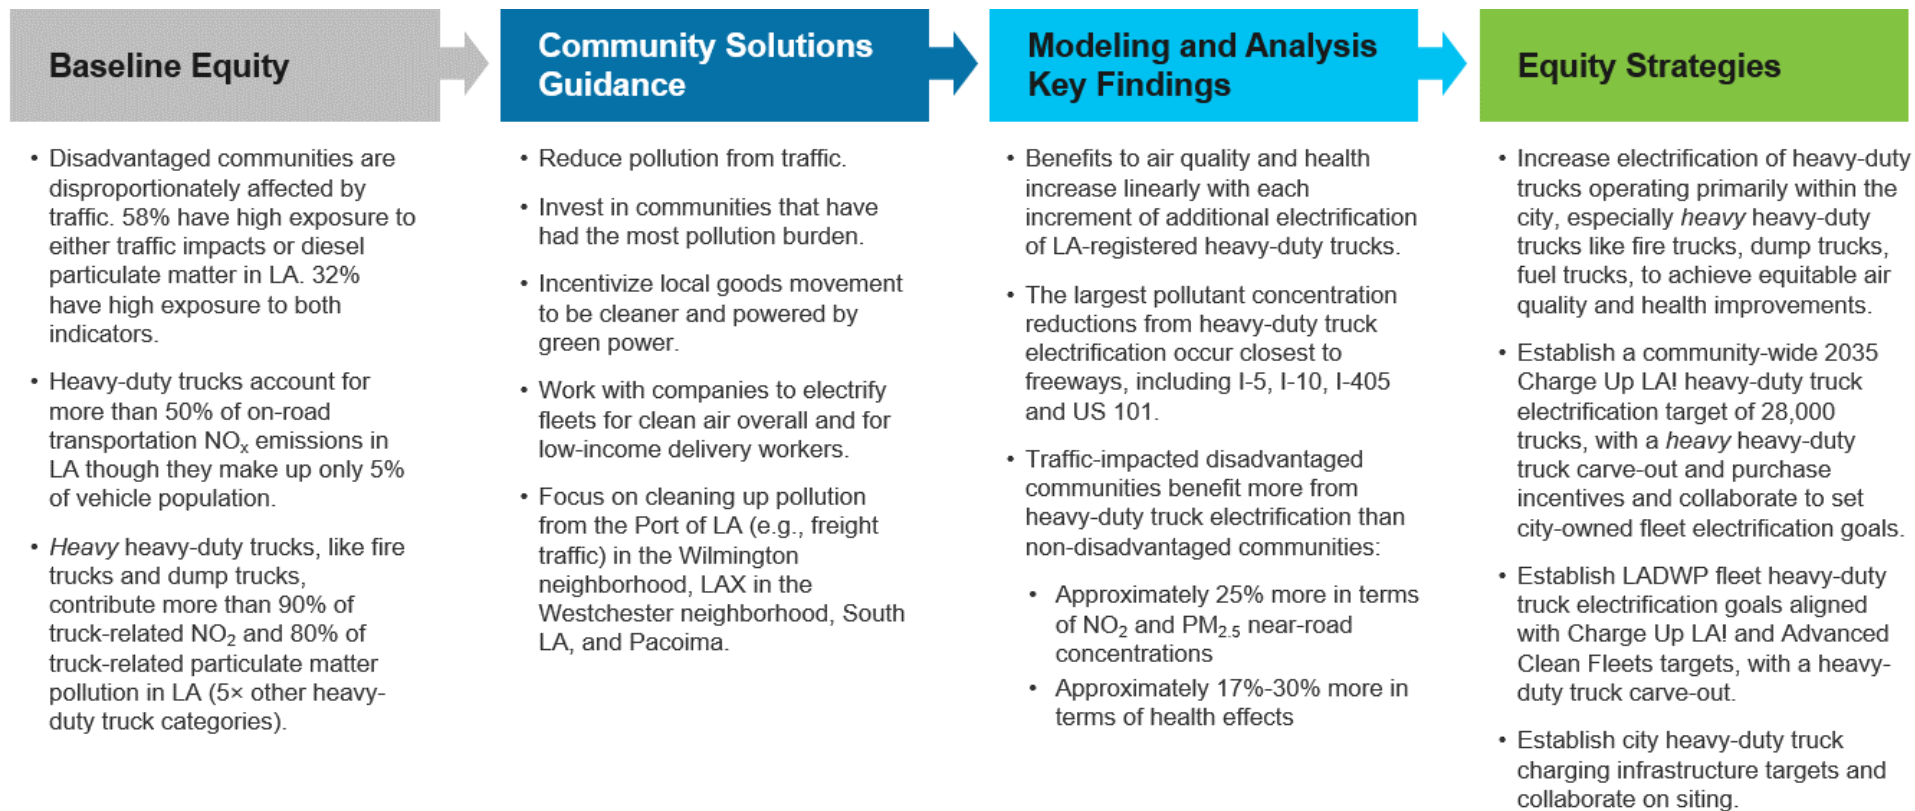 Baseline Equity
• Disadvantaged communities are
disproportionately affected by
traffic. 58% have high exposure to
either traffic impacts or diesel
particulate matter in LA. 32%
have high exposure to both
indicators.
• Heavy-duty trucks account for
more than 50% of on-road
transportation NOx emissions in
LA though they make up only 5%
of vehicle population.
• Heavy heavy-duty trucks, like fire
trucks and dump trucks,
contribute more than 90% of
truck-related NO2 and 80% of
truck-related particulate matter
pollution in LA (5× other heavy-
duty truck categories).
Community Solutions
Guidance
• Reduce pollution from traffic.
• Invest in communities that have
had the most pollution burden.
• Incentivize local goods movement
to be cleaner and powered by
green power.
• Work with companies to electrify
fleets for clean air overall and for
low-income delivery workers.
• Focus on cleaning up pollution
from the Port of LA (e.g., freight
traffic) in the Wilmington
neighborhood, LAX in the
Westchester neighborhood, South
LA, and Pacoima.
Modeling and Analysis
Key Findings
• Benefits to air quality and health
increase linearly with each
increment of additional electrification
of LA-registered heavy-duty trucks.
• The largest pollutant concentration
reductions from heavy-duty truck
electrification occur closest to
freeways, including I-5, I-10, I-405
and US 101.
• Traffic-impacted disadvantaged
communities benefit more from
heavy-duty truck electrification than
non-disadvantaged communities:
• Approximately 25% more in terms
of NO2 and PM2.5 near-road
concentrations
• Approximately 17%-30% more in
terms of health effects
Equity Strategies
• Increase electrification of heavy-duty
trucks operating primarily within the
city, especially heavy heavy-duty
trucks like fire trucks, dump trucks,
fuel trucks, to achieve equitable air
quality and health improvements.
• Establish a community-wide 2035
Charge Up LA! heavy-duty truck
electrification target of 28,000
trucks, with a heavy heavy-duty
truck carve-out and purchase
incentives and collaborate to set
city-owned fleet electrification goals.
• Establish LADWP fleet heavy-duty
truck electrification goals aligned
with Charge Up LA! and Advanced
Clean Fleets targets, with a heavy-
duty truck carve-out.
• Establish city heavy-duty truck
charging infrastructure targets and
collaborate on siting.